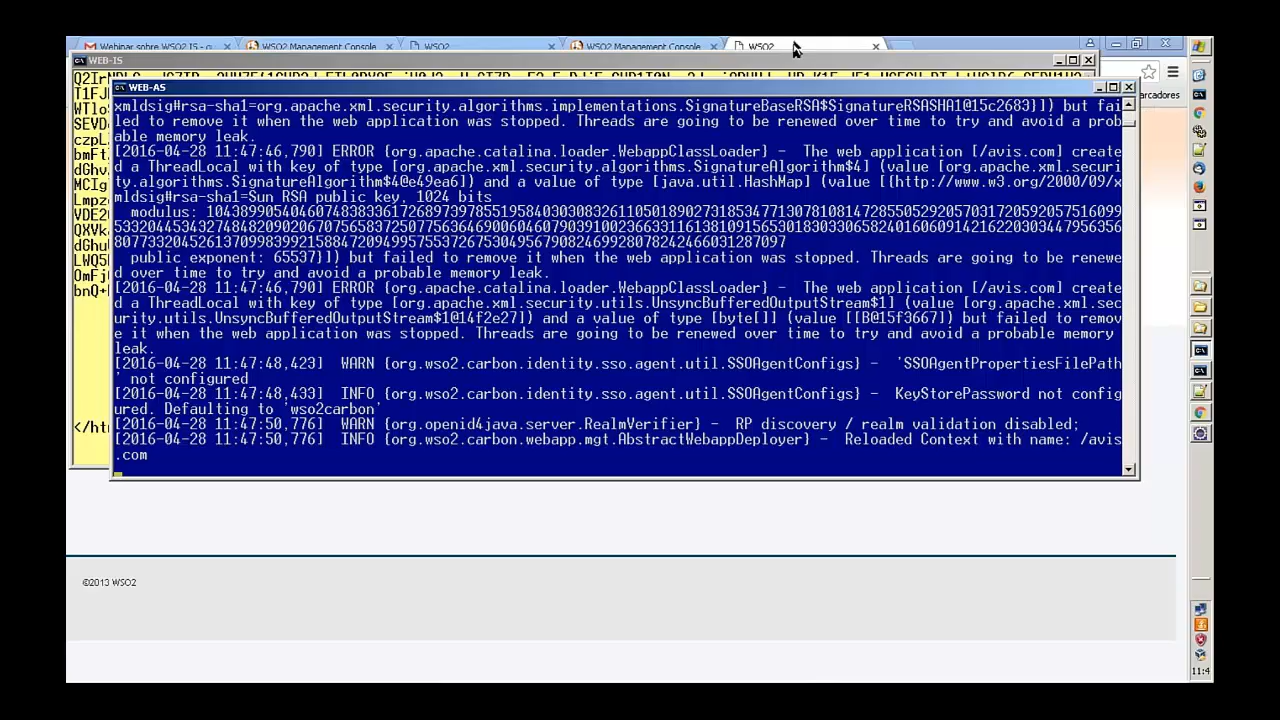 Webinar sobre WSO2 IS - g
WSO2 Management Console
WSO2
WSO2 Management Console
WSO2
WEB-IS
arcadores
WEB-AS
xmldsig#rsa-sha1=org.apache.xml.security.algorithms.implementations.SignatureBaseRSA$SignatureRSASHA1@15c2683}]) but fai
led to remove it when the web application was stopped. Threads are going to be renewed over time to try and avoid a prob
able memory leak.
[2016-04-28 11:47:46,790] ERROR {org.apache.catalina.loader.WebappClassLoader} - The web application [/avis.com] create
d a ThreadLocal with key of type [org.apache.xml.security.algorithms.SignatureAlgorithm$4] (value [org.apache.xml.securi
ty.algorithms.SignatureAlgorithm$4@e49ea6]) and a value of type [java.util.HashMap] (value [{http://www.w3.org/2000/09/x
mldsig#rsa-sha1=Sun RSA public key, 1024 bits
public exponent: 65537}]) but failed to remove it when the web application was stopped. Threads are going to be renewe
d over time to try and avoid a probable memory leak.
[2016-04-28 11:47:46,790] ERROR {org.apache.catalina.loader.WebappClassLoader} - The web application [/avis.com] create
d a ThreadLocal with key of type [org.apache.xml.security.utils.UnsyncBufferedOutputStream$1] (value [org.apache.xml.sec
urity.utils.UnsyncBufferedOutputStream$1@14f22f7]) and a value of type [byte[]] (value [[B@15f3667]) but failed to remov
e it when the web application was stopped. Threads are going to be renewed over time to try and avoid a probable memory
leak.
[2016-04-28 11:47:48,423] WARN {org.wso2.carbon.identity.sso.agent.util.SSOAgentConfigs} - 'SSOAgentPropertiesFilePath
' not configured
[2016-04-28 11:47:48,433] INFO {org.wso2.carbon.identity.sso.agent.util.SSOAgentConfigs} - KeyStorePassword not config
ured. Defaulting to 'wso2carbon'
[2016-04-28 11:47:50,776] WARN {org.openid4java.server.RealmVerifier} - RP discovery / realm validation disabled;
[2016-04-28 11:47:50,776] INFO {org.wso2.carbon.webapp.mgt.AbstractWebappDeployer} - Reloaded Context with name: /avis
.com
</ht
©2013 WSO2
11:4